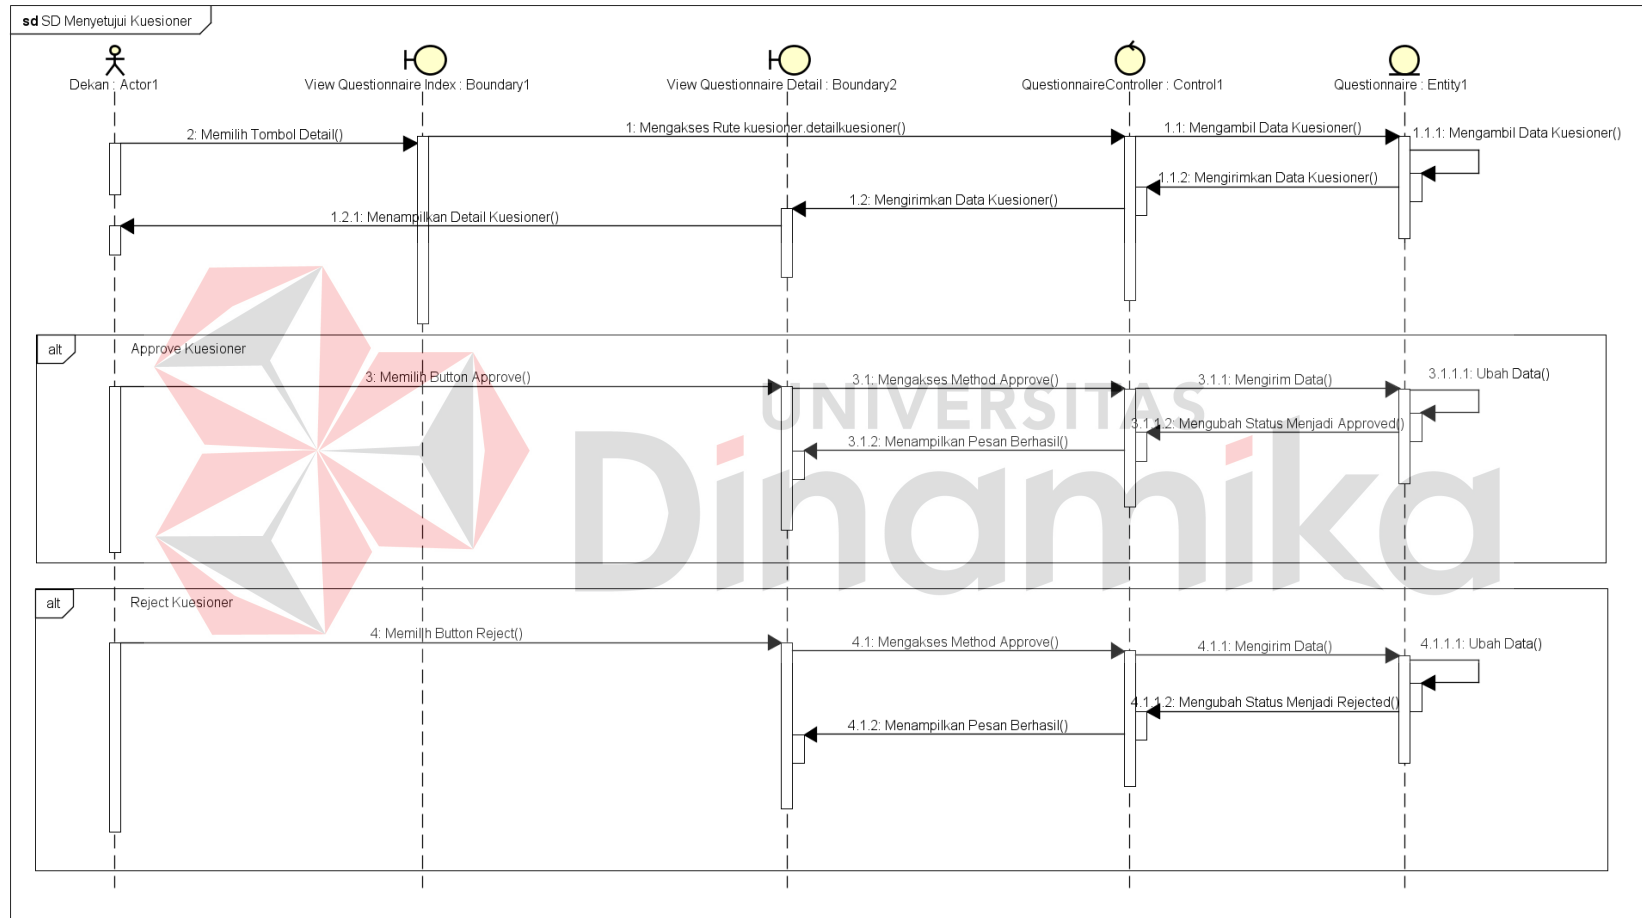 sd SD Menyetujui Kuesioner
Dekan : Actor1
View Questionnaire Index : Boundary1
View Questionnaire Detail : Boundary2
QuestionnaireController : Control1
Questionnaire : Entity1
2: Memilih Tombol Detail()
1: Mengakses Rute kuesioner.detailkuesioner()
1.1: Mengambil Data Kuesioner()
1.1.1: Mengambil Data Kuesioner()
1.1.2: Mengirimkan Data Kuesioner()
1.2: Mengirimkan Data Kuesioner()
1.2.1: Menampilkan Detail Kuesioner()
alt
Approve Kuesioner
3: Memilih Button Approve()
3.1: Mengakses Method Approve()
3.1.1: Mengirim Data()
3.1.1.1: Ubah Data()
3.1.1.2: Mengubah Status Menjadi Approved()
3.1.2: Menampilkan Pesan Berhasil()
UNIVERSITAS
Dinamika
alt
Reject Kuesioner
4: Memilih Button Reject()
4.1: Mengakses Method Approve()
4.1.1: Mengirim Data()
4.1.1.1: Ubah Data()
4.1.1.2: Mengubah Status Menjadi Rejected()
4.1.2: Menampilkan Pesan Berhasil()